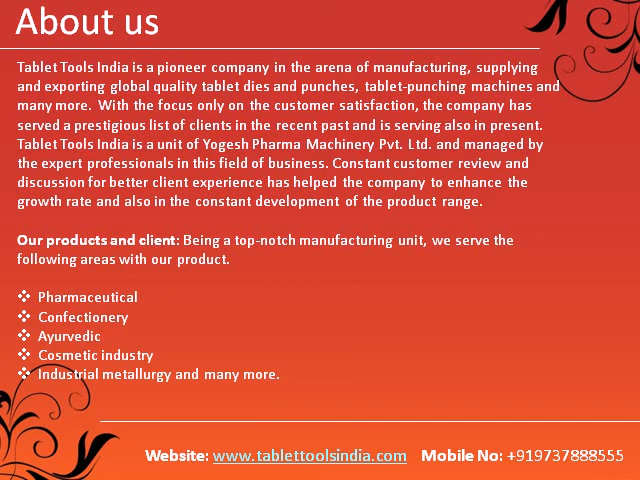 About us
Tablet Tools India is a pioneer company in the arena of manufacturing, supplying
and exporting global quality tablet dies and punches, tablet-punching machines and
many more. With the focus only on the customer satisfaction, the company has
served a prestigious list of clients in the recent past and is serving also in present.
Tablet Tools India is a unit of Yogesh Pharma Machinery Pvt. Ltd. and managed by
the expert professionals in this field of business. Constant customer review and
discussion for better client experience has helped the company to enhance the
growth rate and also in the constant development of the product range.
Our products and client: Being a top-notch manufacturing unit, we serve the
following areas with our product.
❖ Pharmaceutical
❖ Confectionery
❖ Ayurvedic
❖ Cosmetic industry
❖ Industrial metallurgy and many more.
Website: www.tablettoolsindia.com Mobile No: +919737888555